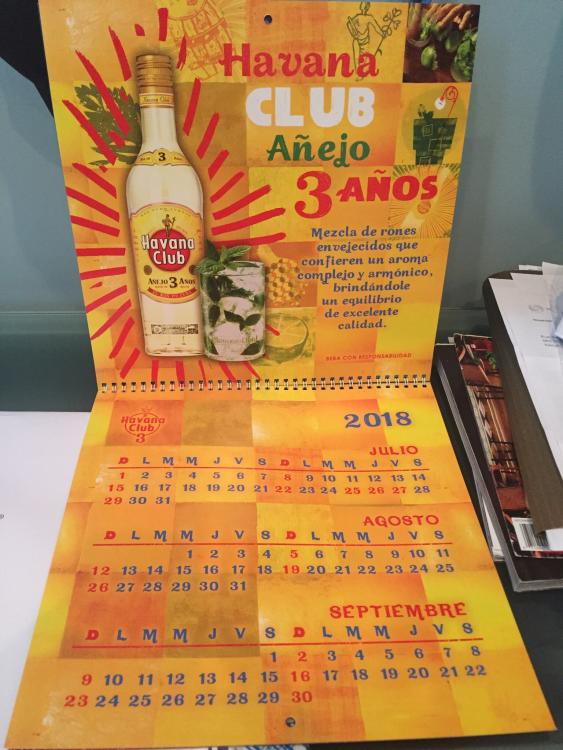 Havana
CLUB
Añejo
3 AÑOS
Mezcla de rones
envejecidos que
confieren un aroma
complejo y armónico,
brindándole
un equilibrio
de excelente
calidad.
BEBA CON RESPONSABILIDAD
Havana
Club
AÑEJO 3 AÑOS
Havana
Club
3
2018
JULIO
D L M M J V S D L M M J V S
1 2 3 4 5 6 7 8 9 10 11 12 13 14
15 16 17 18 19 20 21 22 23 24 25 26 27 28
29 30 31
AGOSTO
D L M M J V S D L M M J V S
1 2 3 4 5 6 7 8 9 10 11
12 13 14 15 16 17 18 19 20 21 22 23 24 25
26 27 28 29 30 31
SEPTIEMBRE
D L M M J V S D L M M J V S
1 2 3 4 5 6 7 8
9 10 11 12 13 14 15 16 17 18 19 20 21 22
23 24 25 26 27 28 29 30